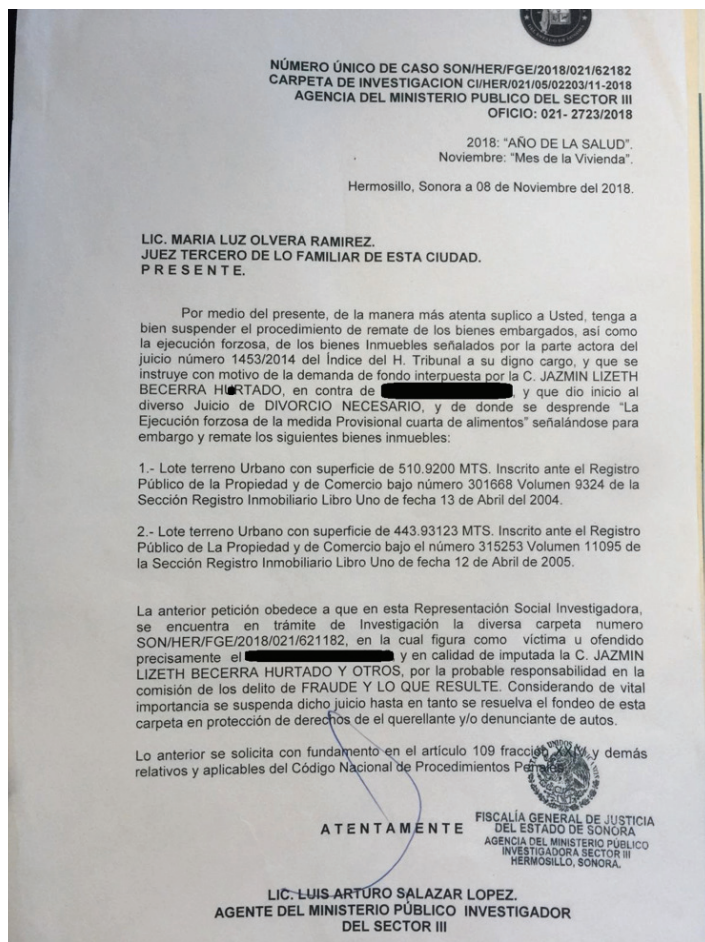 NÚMERO ÚNICO DE CASO SON/HER/FGE/2018/021/62182
CARPETA DE INVESTIGACION CI/HER/021/05/02203/11-2018
AGENCIA DEL MINISTERIO PUBLICO DEL SECTOR III
OFICIO: 021- 2723/2018
2018: “AÑO DE LA SALUD”.
Noviembre: “Mes de la Vivienda”.
Hermosillo, Sonora a 08 de Noviembre del 2018.
LIC. MARIA LUZ OLVERA RAMIREZ.
JUEZ TERCERO DE LO FAMILIAR DE ESTA CIUDAD.
P R E S E N T E.
Por medio del presente, de la manera más atenta suplico a Usted, tenga a
bien suspender el procedimiento de remate de los bienes embargados, así como
la ejecución forzosa, de los bienes Inmuebles señalados por la parte actora del
juicio número 1453/2014 del Índice del H. Tribunal a su digno cargo, y que se
instruye con motivo de la demanda de fondo interpuesta por la C. JAZMIN LIZETH
BECERRA HURTADO, en contra de , y que dio inicio al
diverso Juicio de DIVORCIO NECESARIO, y de donde se desprende “La
Ejecución forzosa de la medida Provisional cuarta de alimentos” señalándose para
embargo y remate los siguientes bienes inmuebles:
1.- Lote terreno Urbano con superficie de 510.9200 MTS. Inscrito ante el Registro
Público de la Propiedad y de Comercio bajo número 301668 Volumen 9324 de la
Sección Registro Inmobiliario Libro Uno de fecha 13 de Abril del 2004.
2.- Lote terreno Urbano con superficie de 443.93123 MTS. Inscrito ante el Registro
Público de La Propiedad y de Comercio bajo el número 315253 Volumen 11095 de
la Sección Registro Inmobiliario Libro Uno de fecha 12 de Abril de 2005.
La anterior petición obedece a que en esta Representación Social Investigadora,
se encuentra en trámite de Investigación la diversa carpeta numero
SON/HER/FGE/2018/021/621182, en la cual figura como víctima u ofendido
precisamente el y en calidad de imputada la C. JAZMIN
LIZETH BECERRA HURTADO Y OTROS, por la probable responsabilidad en la
comisión de los delito de FRAUDE Y LO QUE RESULTE. Considerando de vital
importancia se suspenda dicho juicio hasta en tanto se resuelva el fondeo de esta
carpeta en protección de derechos de el querellante y/o denunciante de autos.
Lo anterior se solicita con fundamento en el artículo 109 fracción y demás
relativos y aplicables del Código Nacional de Procedimientos
A T E N T A M E N T E
FISCALÍA GENERAL DE JUSTICIA
DEL ESTADO DE SONORA
AGENCIA DEL MINISTERIO PÚBLICO
INVESTIGADORA SECTOR III
HERMOSILLO, SONORA.
LIC. LUIS ARTURO SALAZAR LOPEZ.
AGENTE DEL MINISTERIO PÚBLICO INVESTIGADOR
DEL SECTOR III